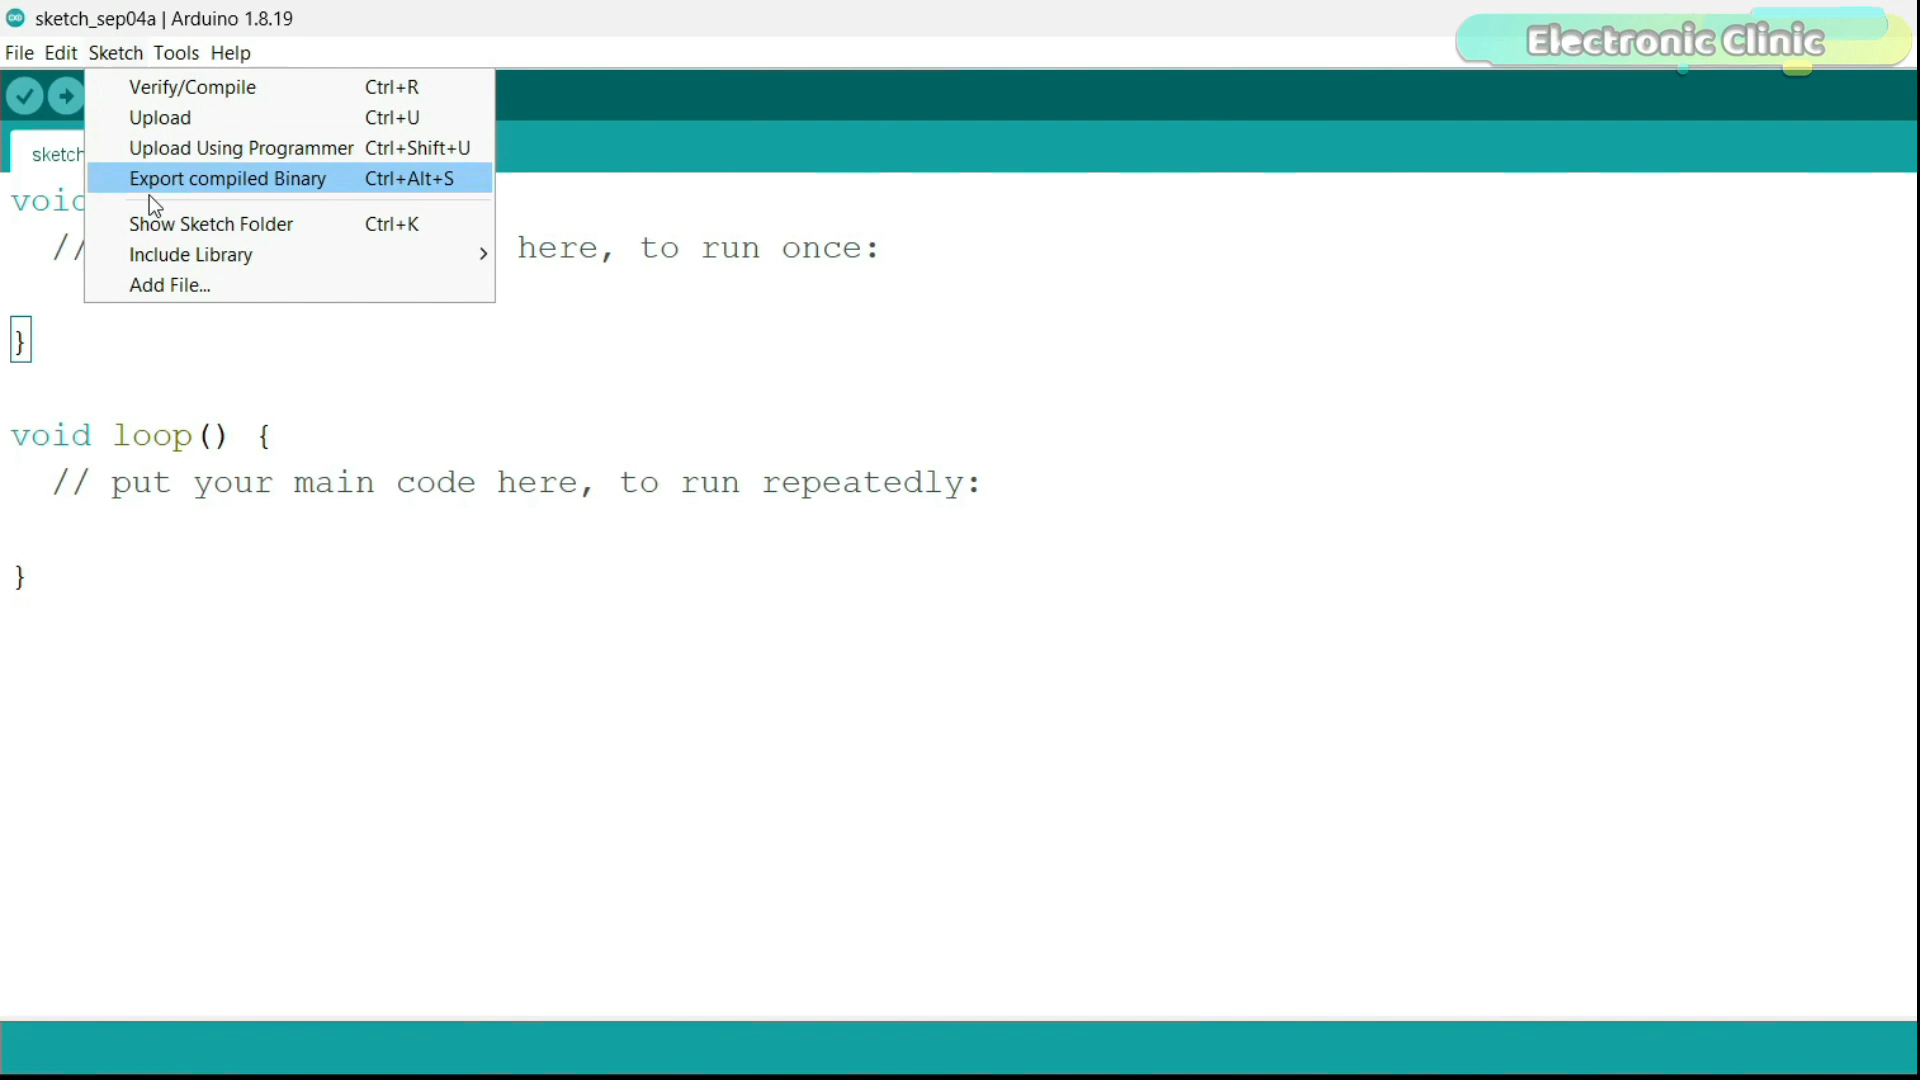 sketch_sep04a | Arduino 1.8.19
Electronic Clinic
File Edit Sketch Tools Help
Verify/Compile Ctrl+R
Upload Ctrl+U
Upload Using Programmer Ctrl+Shift+U
sketch
Export compiled Binary Ctrl+Alt+S
void
Show Sketch Folder Ctrl+K
// here, to run once:
Include Library >
Add File...
}
void loop() {
// put your main code here, to run repeatedly:
}